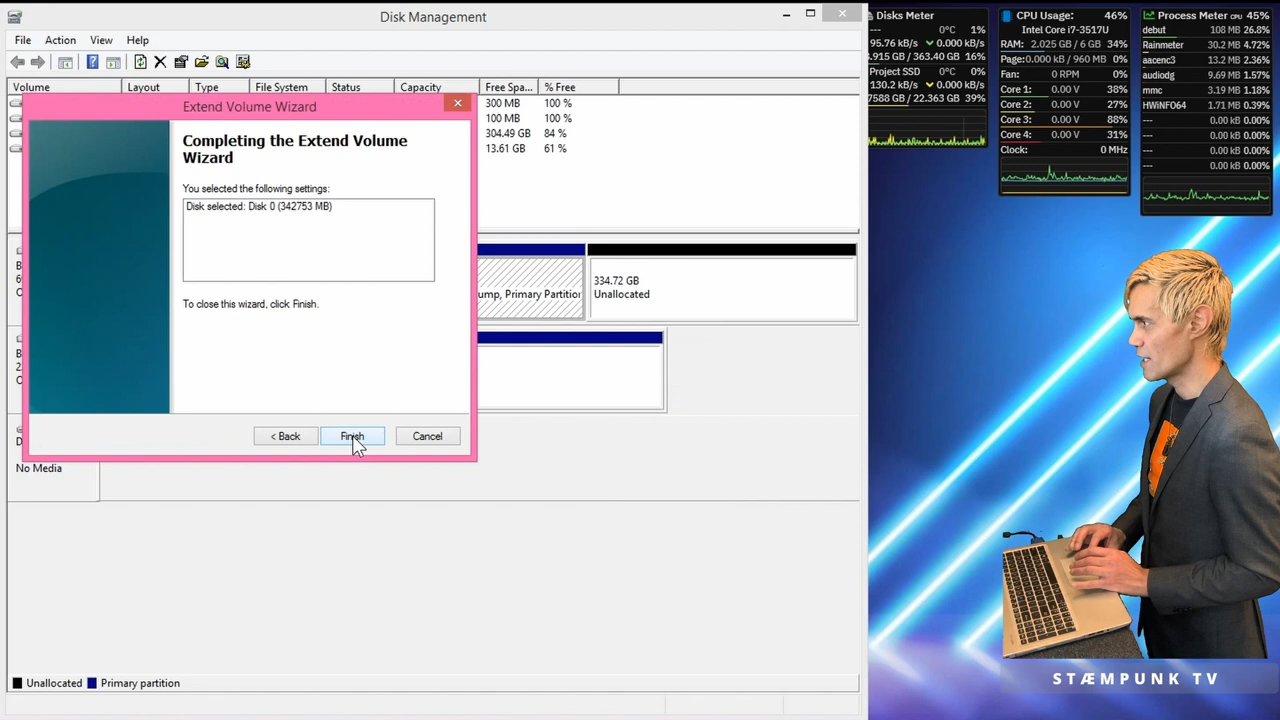 Disk Management
File Action View Help
Volume Layout Type File System Status Capacity Free Spa... % Free
300 MB 100 %
100 MB 100 %
304.49 GB 84 %
13.61 GB 61 %
Extend Volume Wizard
Completing the Extend Volume
Wizard
You selected the following settings:
Disk selected: Disk 0 (342753 MB)
To close this wizard, click Finish.
< Back Finish Cancel
ump, Primary Partition
334.72 GB
Unallocated
No Media
Unallocated Primary partition
Disks Meter
0°C 1%
95.76 kB/s 0.000 kB/s
.915 / 363.40 GB 16%
Project SSD 0°C 0%
130.2 kB/s 0.000 kB/s
7588 / 22.363 GB 39%
CPU Usage: 46%
Intel Core i7-3517U
RAM: 2.025 GB / 6 GB 34%
Page: 0.000 kB / 960 MB 0%
Fan: 0 RPM 0%
Core 1: 0.00 V 38%
Core 2: 0.00 V 27%
Core 3: 0.00 V 88%
Core 4: 0.00 V 31%
Clock: 0 MHz
Process Meter CPU 45%
debut 108 MB 26.8%
Rainmeter 30.2 MB 4.72%
aacenc3 13.2 MB 2.36%
audiodg 9.69 MB 1.57%
mmc 3.19 MB 1.18%
HWiNFO64 1.71 MB 0.39%
--- 0.00 kB 0.00%
--- 0.00 kB 0.00%
--- 0.00 kB 0.00%
--- 0.00 kB 0.00%
STÆMPUNK TV